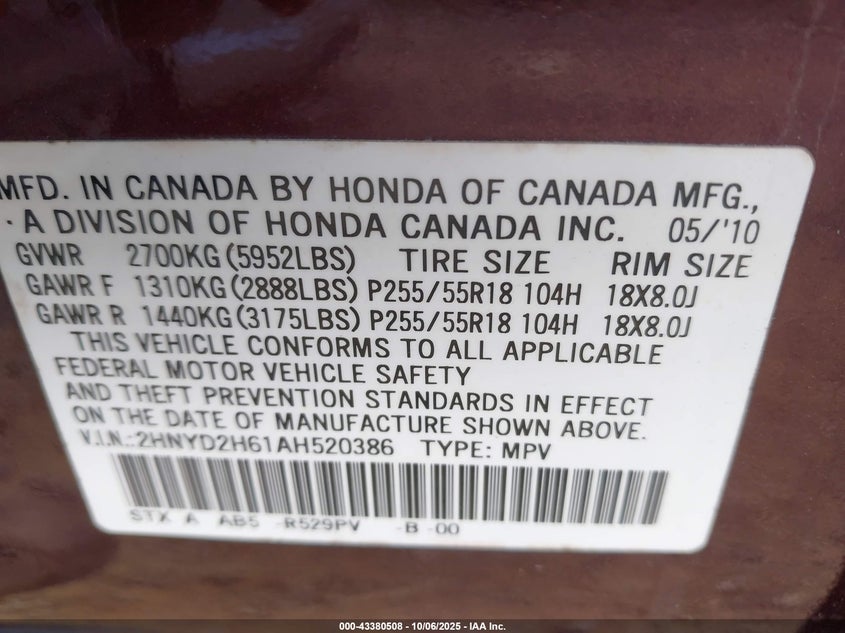 MFD. IN CANADA BY HONDA OF CANADA MFG.,
. A DIVISION OF HONDA CANADA INC. 05/'10
GVWR 2700KG (5952LBS) TIRE SIZE RIM SIZE
GAWR F 1310KG (2888LBS) P255/55R18 104H 18X8.0J
GAWR R 1440KG (3175LBS) P255/55R18 104H 18X8.0J
THIS VEHICLE CONFORMS TO ALL APPLICABLE
FEDERAL MOTOR VEHICLE SAFETY
AND THEFT PREVENTION STANDARDS IN EFFECT
ON THE DATE OF MANUFACTURE SHOWN ABOVE.
V.I.N.:2HNYD2H61AH520386 TYPE: MPV
STX A AB5 -R529PV -B -00
000-43380508 - 10/06/2025 - IAA Inc.